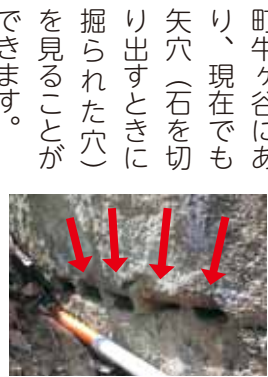 町牛ヶ谷にあ
り、現在でも
矢穴（石を切
り出すときに
掘られた穴）
を見ることが
できます。